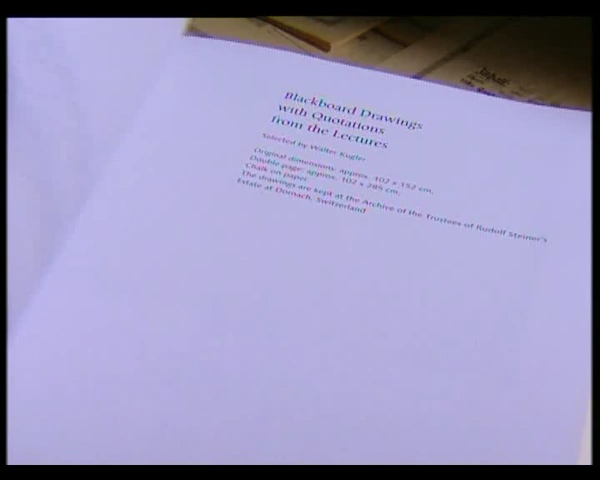 Blackboard Drawings
with Quotations
from the Lectures
Selected by Walter Kugler
Original dimensions: approx. 102 x 152 cm,
Double page: approx. 102 x 285 cm,
Chalk on paper
The drawings are kept at the Archive of the Trustees of Rudolf Steiner's
Estate at Dornach, Switzerland